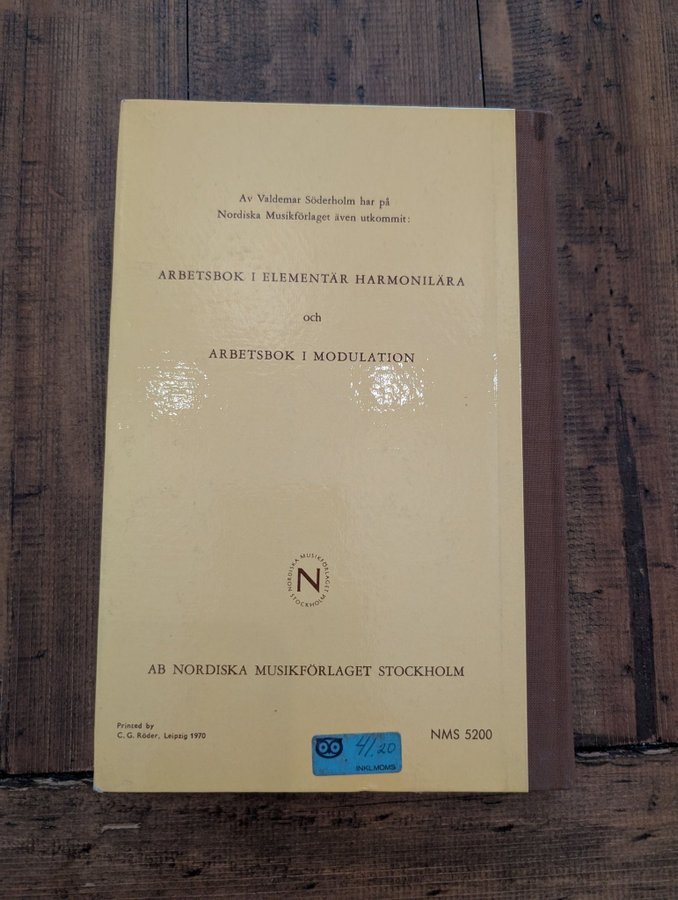 Av Valdemar Söderholm har på
Nordiska Musikförlaget även utkommit:
ARBETSBOK I ELEMENTÄR HARMONILÄRA
och
ARBETSBOK I MODULATION
NORDISKA MUSIKFÖRLAGET
N
STOCKHOLM
AB NORDISKA MUSIKFÖRLAGET STOCKHOLM
Printed by
C. G. Röder, Leipzig 1970
NMS 5200
41.20
INKL MOMS